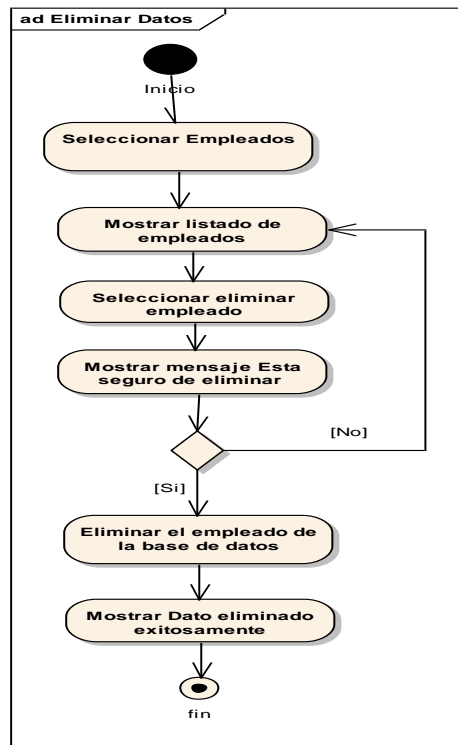 ad Eliminar Datos
Inicio
Seleccionar Empleados
Mostrar listado de
empleados
Seleccionar eliminar
empleado
Mostrar mensaje Esta
seguro de eliminar
[No]
[Si]
Eliminar el empleado de
la base de datos
Mostrar Dato eliminado
exitosamente
fin